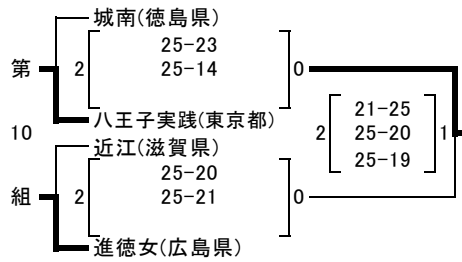 城南(徳島県)
25-23
第 2 25-14 0
八王子実践(東京都)
21-25
10 2 25-20 1
25-19
近江(滋賀県)
25-20
組 2 25-21 0
進徳女(広島県)